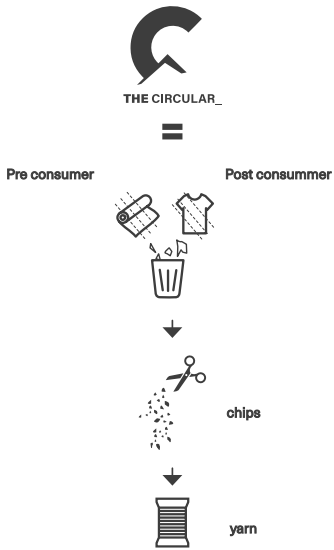 THE CIRCULAR_
Pre consumer
Post consummer
chips
yarn